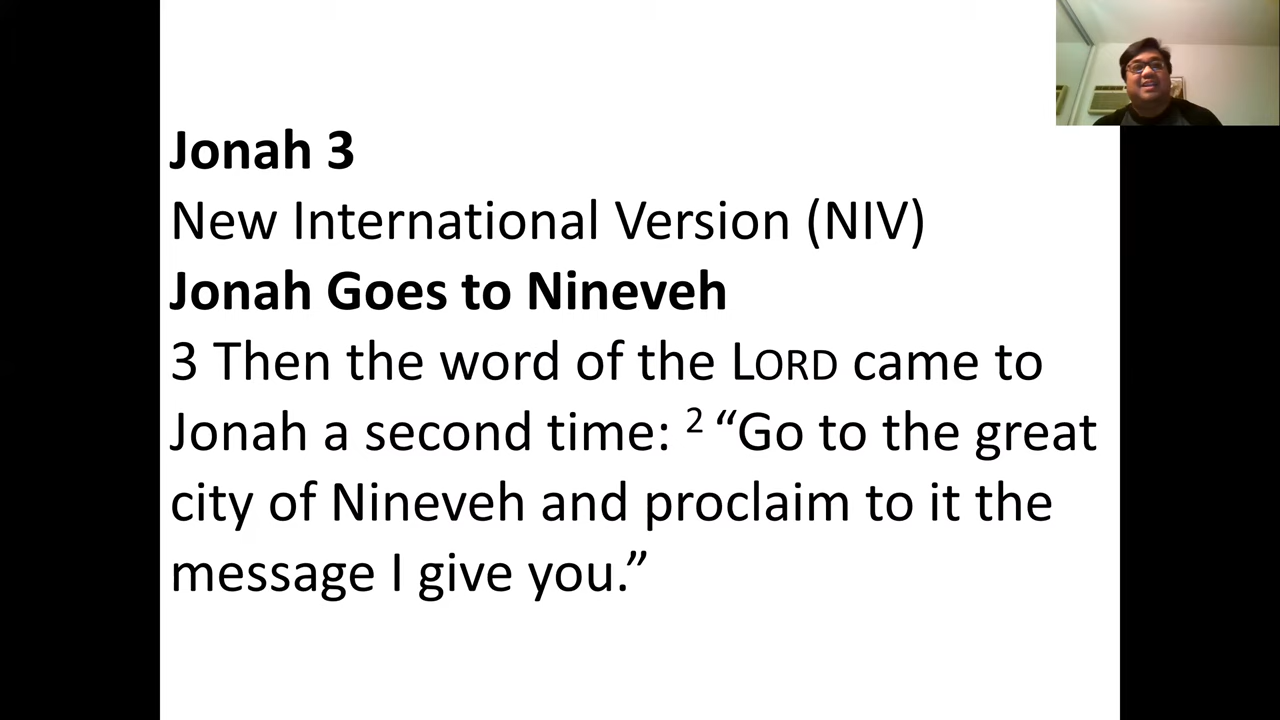 Jonah 3
New International Version (NIV)
Jonah Goes to Nineveh
3 Then the word of the LORD came to
Jonah a second time: ² “Go to the great
city of Nineveh and proclaim to it the
message I give you.”